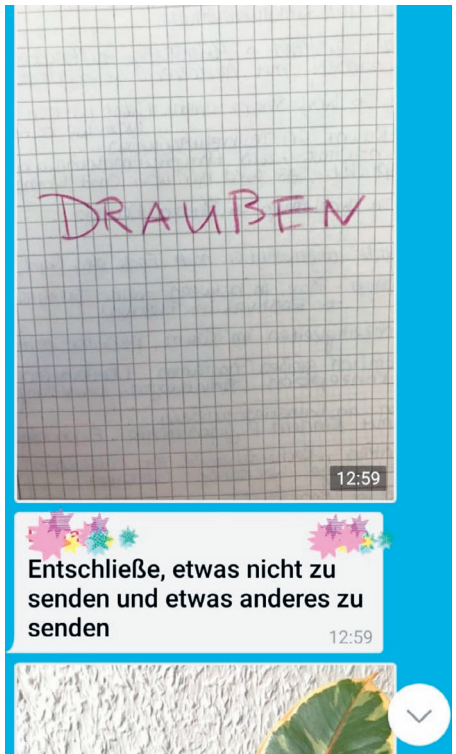 DRAUßEN
12:59
Entschließe, etwas nicht zu
senden und etwas anderes zu
senden
12:59